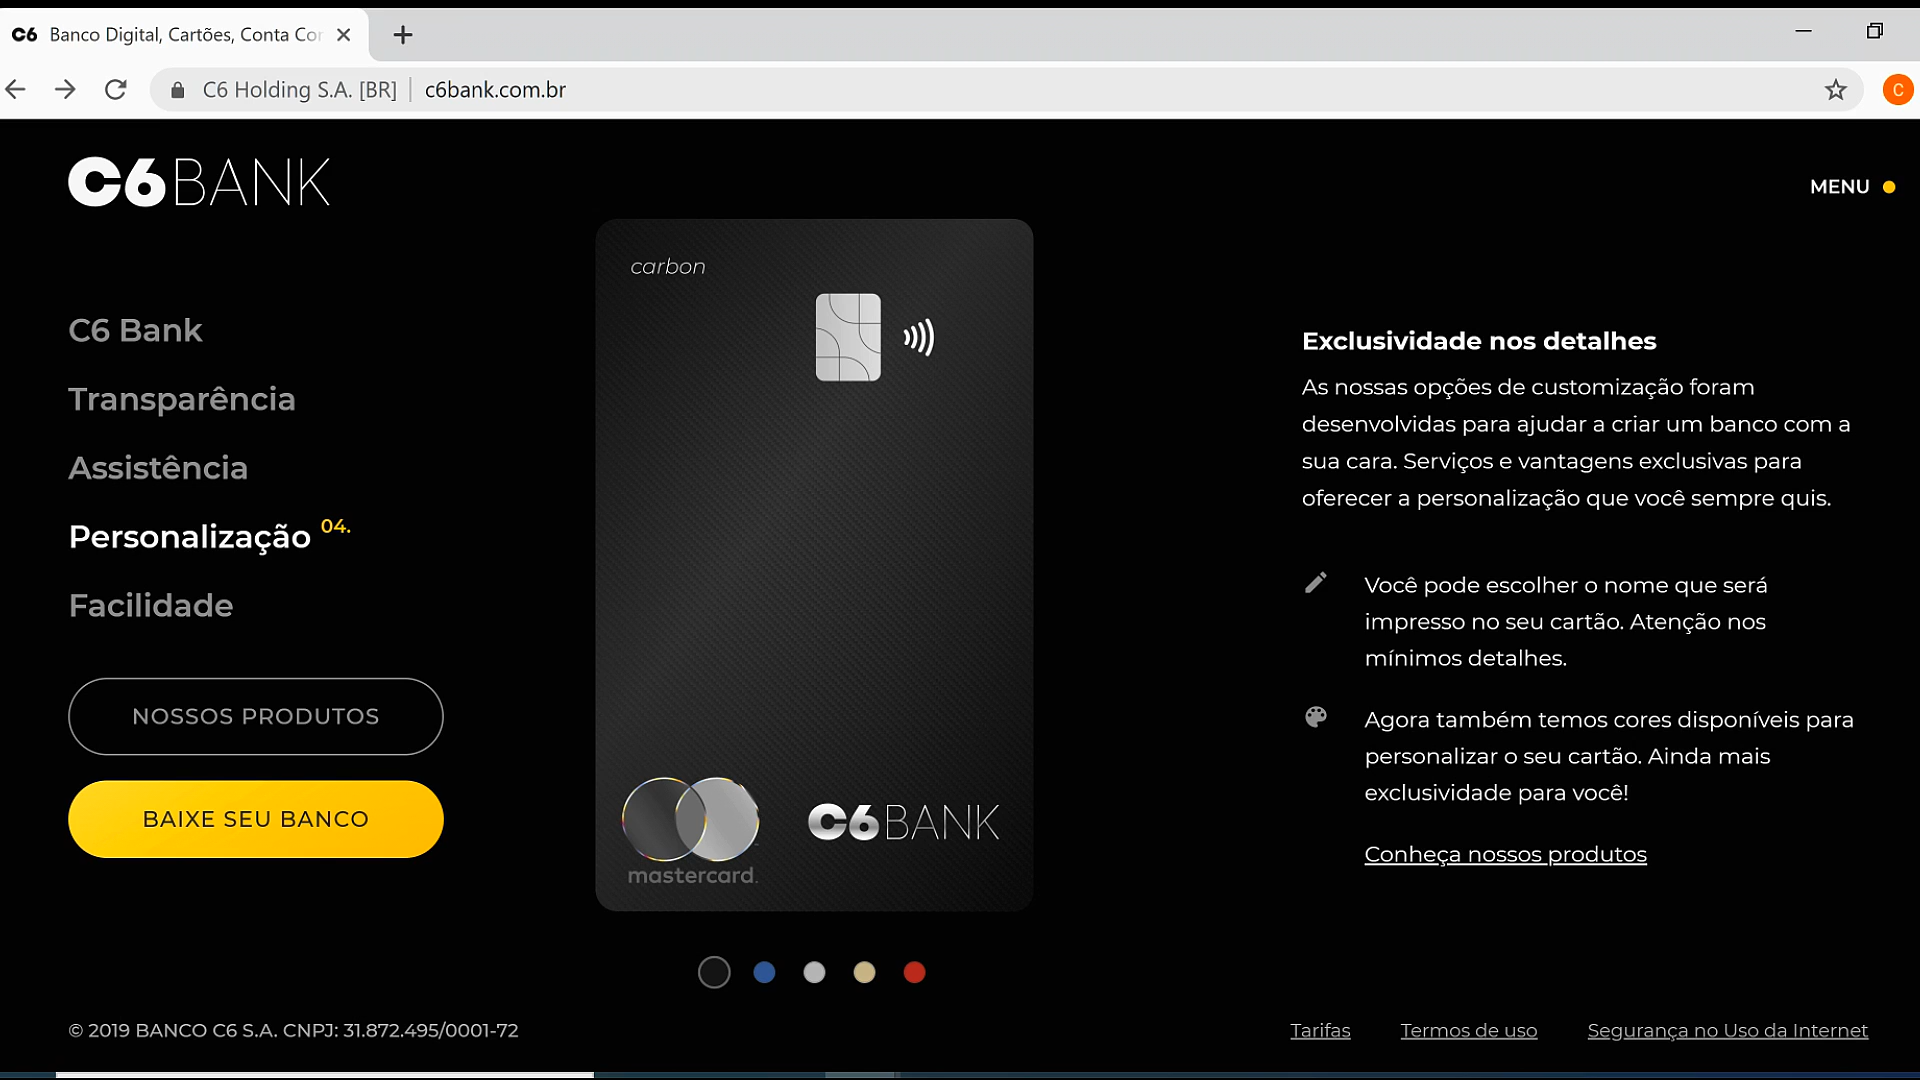 C6 Banco Digital, Cartões, Conta Cor
C6 Holding S.A. [BR] c6bank.com.br
C
C6BANK
MENU
C6 Bank
Transparência
Assistência
Personalização 04.
Facilidade
NOSSOS PRODUTOS
BAIXE SEU BANCO
carbon
mastercard.
C6BANK
Exclusividade nos detalhes
As nossas opções de customização foram
desenvolvidas para ajudar a criar um banco com a
sua cara. Serviços e vantagens exclusivas para
oferecer a personalização que você sempre quis.
Você pode escolher o nome que será
impresso no seu cartão. Atenção nos
mínimos detalhes.
Agora também temos cores disponíveis para
personalizar o seu cartão. Ainda mais
exclusividade para você!
Conheça nossos produtos
© 2019 BANCO C6 S.A. CNPJ: 31.872.495/0001-72
Tarifas
Termos de uso
Segurança no Uso da Internet